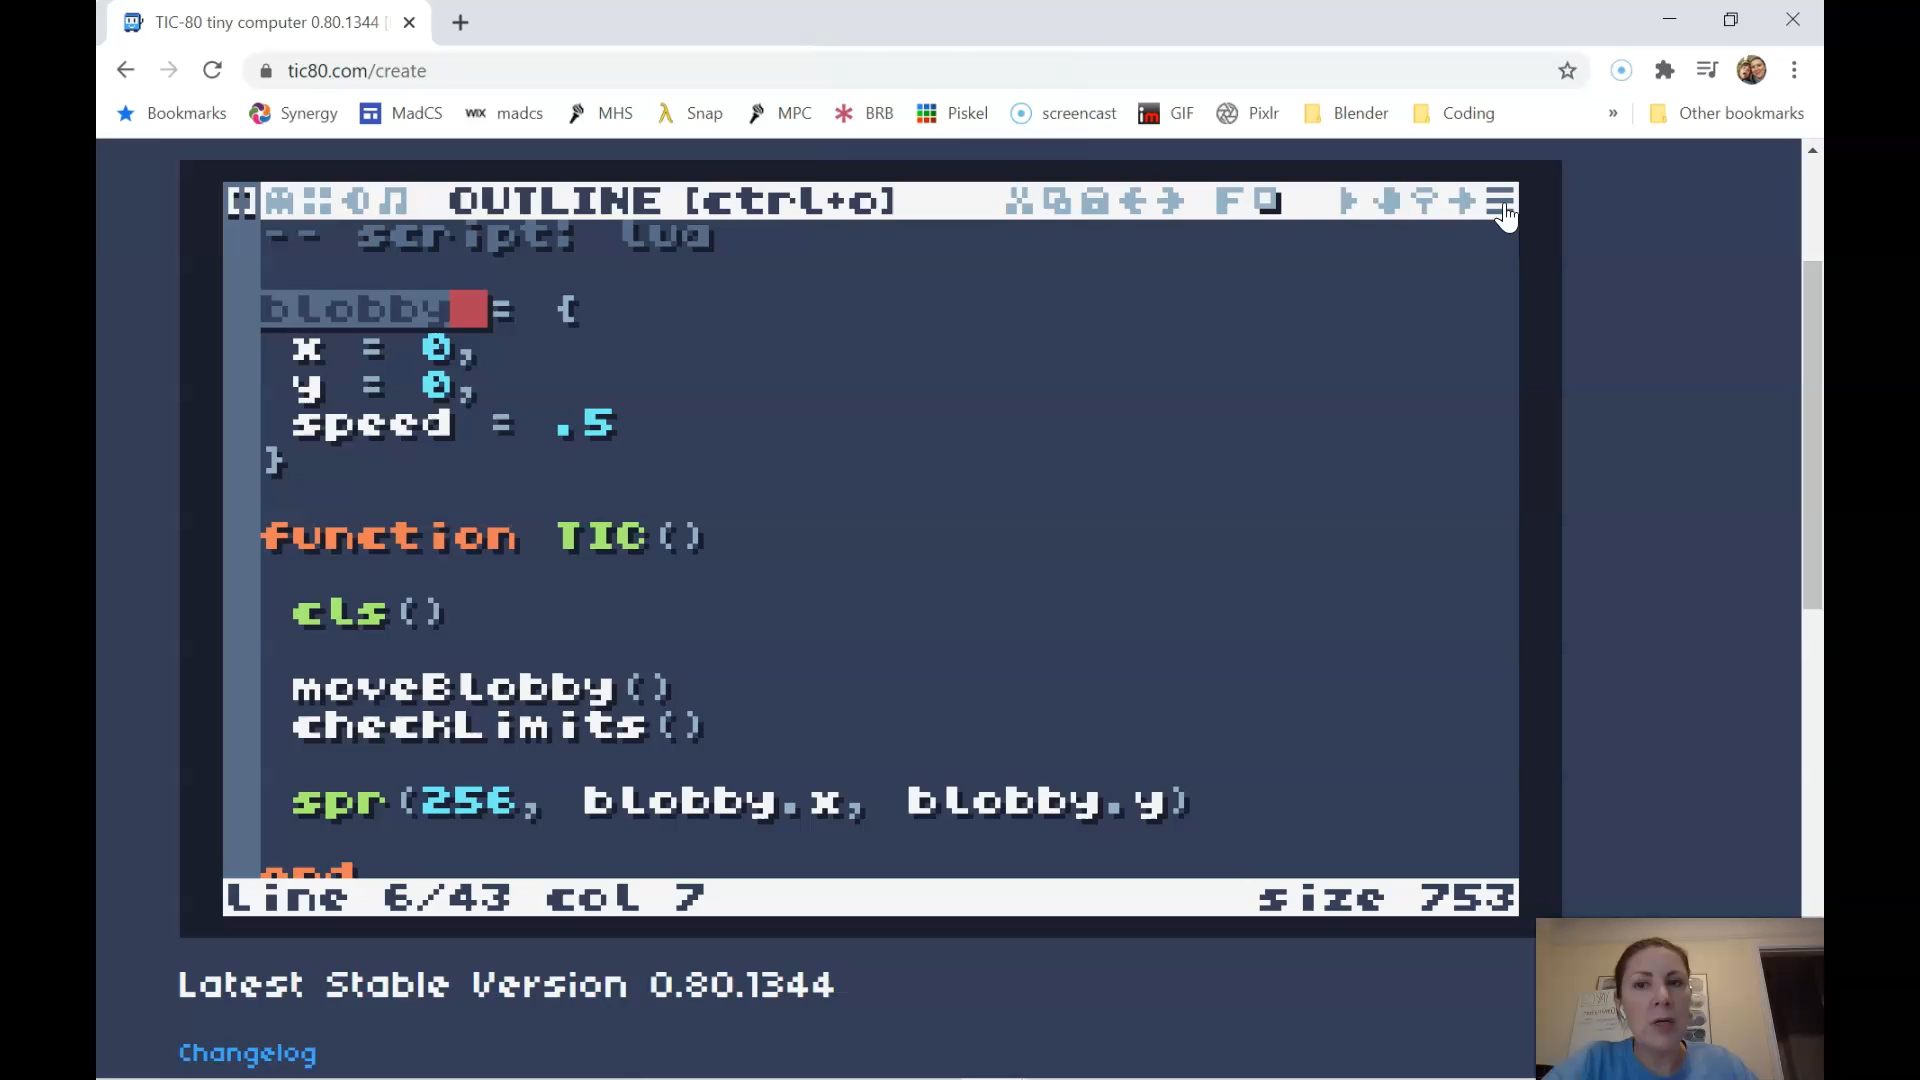 TIC-80 tiny computer 0.80.1344 [
tic80.com/create
Bookmarks Synergy MadCS WiX madcs MHS Snap MPC BRB Piskel screencast im GIF Pixlr Blender Coding » Other bookmarks
OUTLINE [ctrl+o]
-- script: lua
blobby = {
x = 0,
y = 0,
speed = .5
}
function TIC()
cls()
moveBlobby()
checkLimits()
spr(256, blobby.x, blobby.y)
end
line 6/43 col 7 size 753
Latest Stable Version 0.80.1344
Changelog